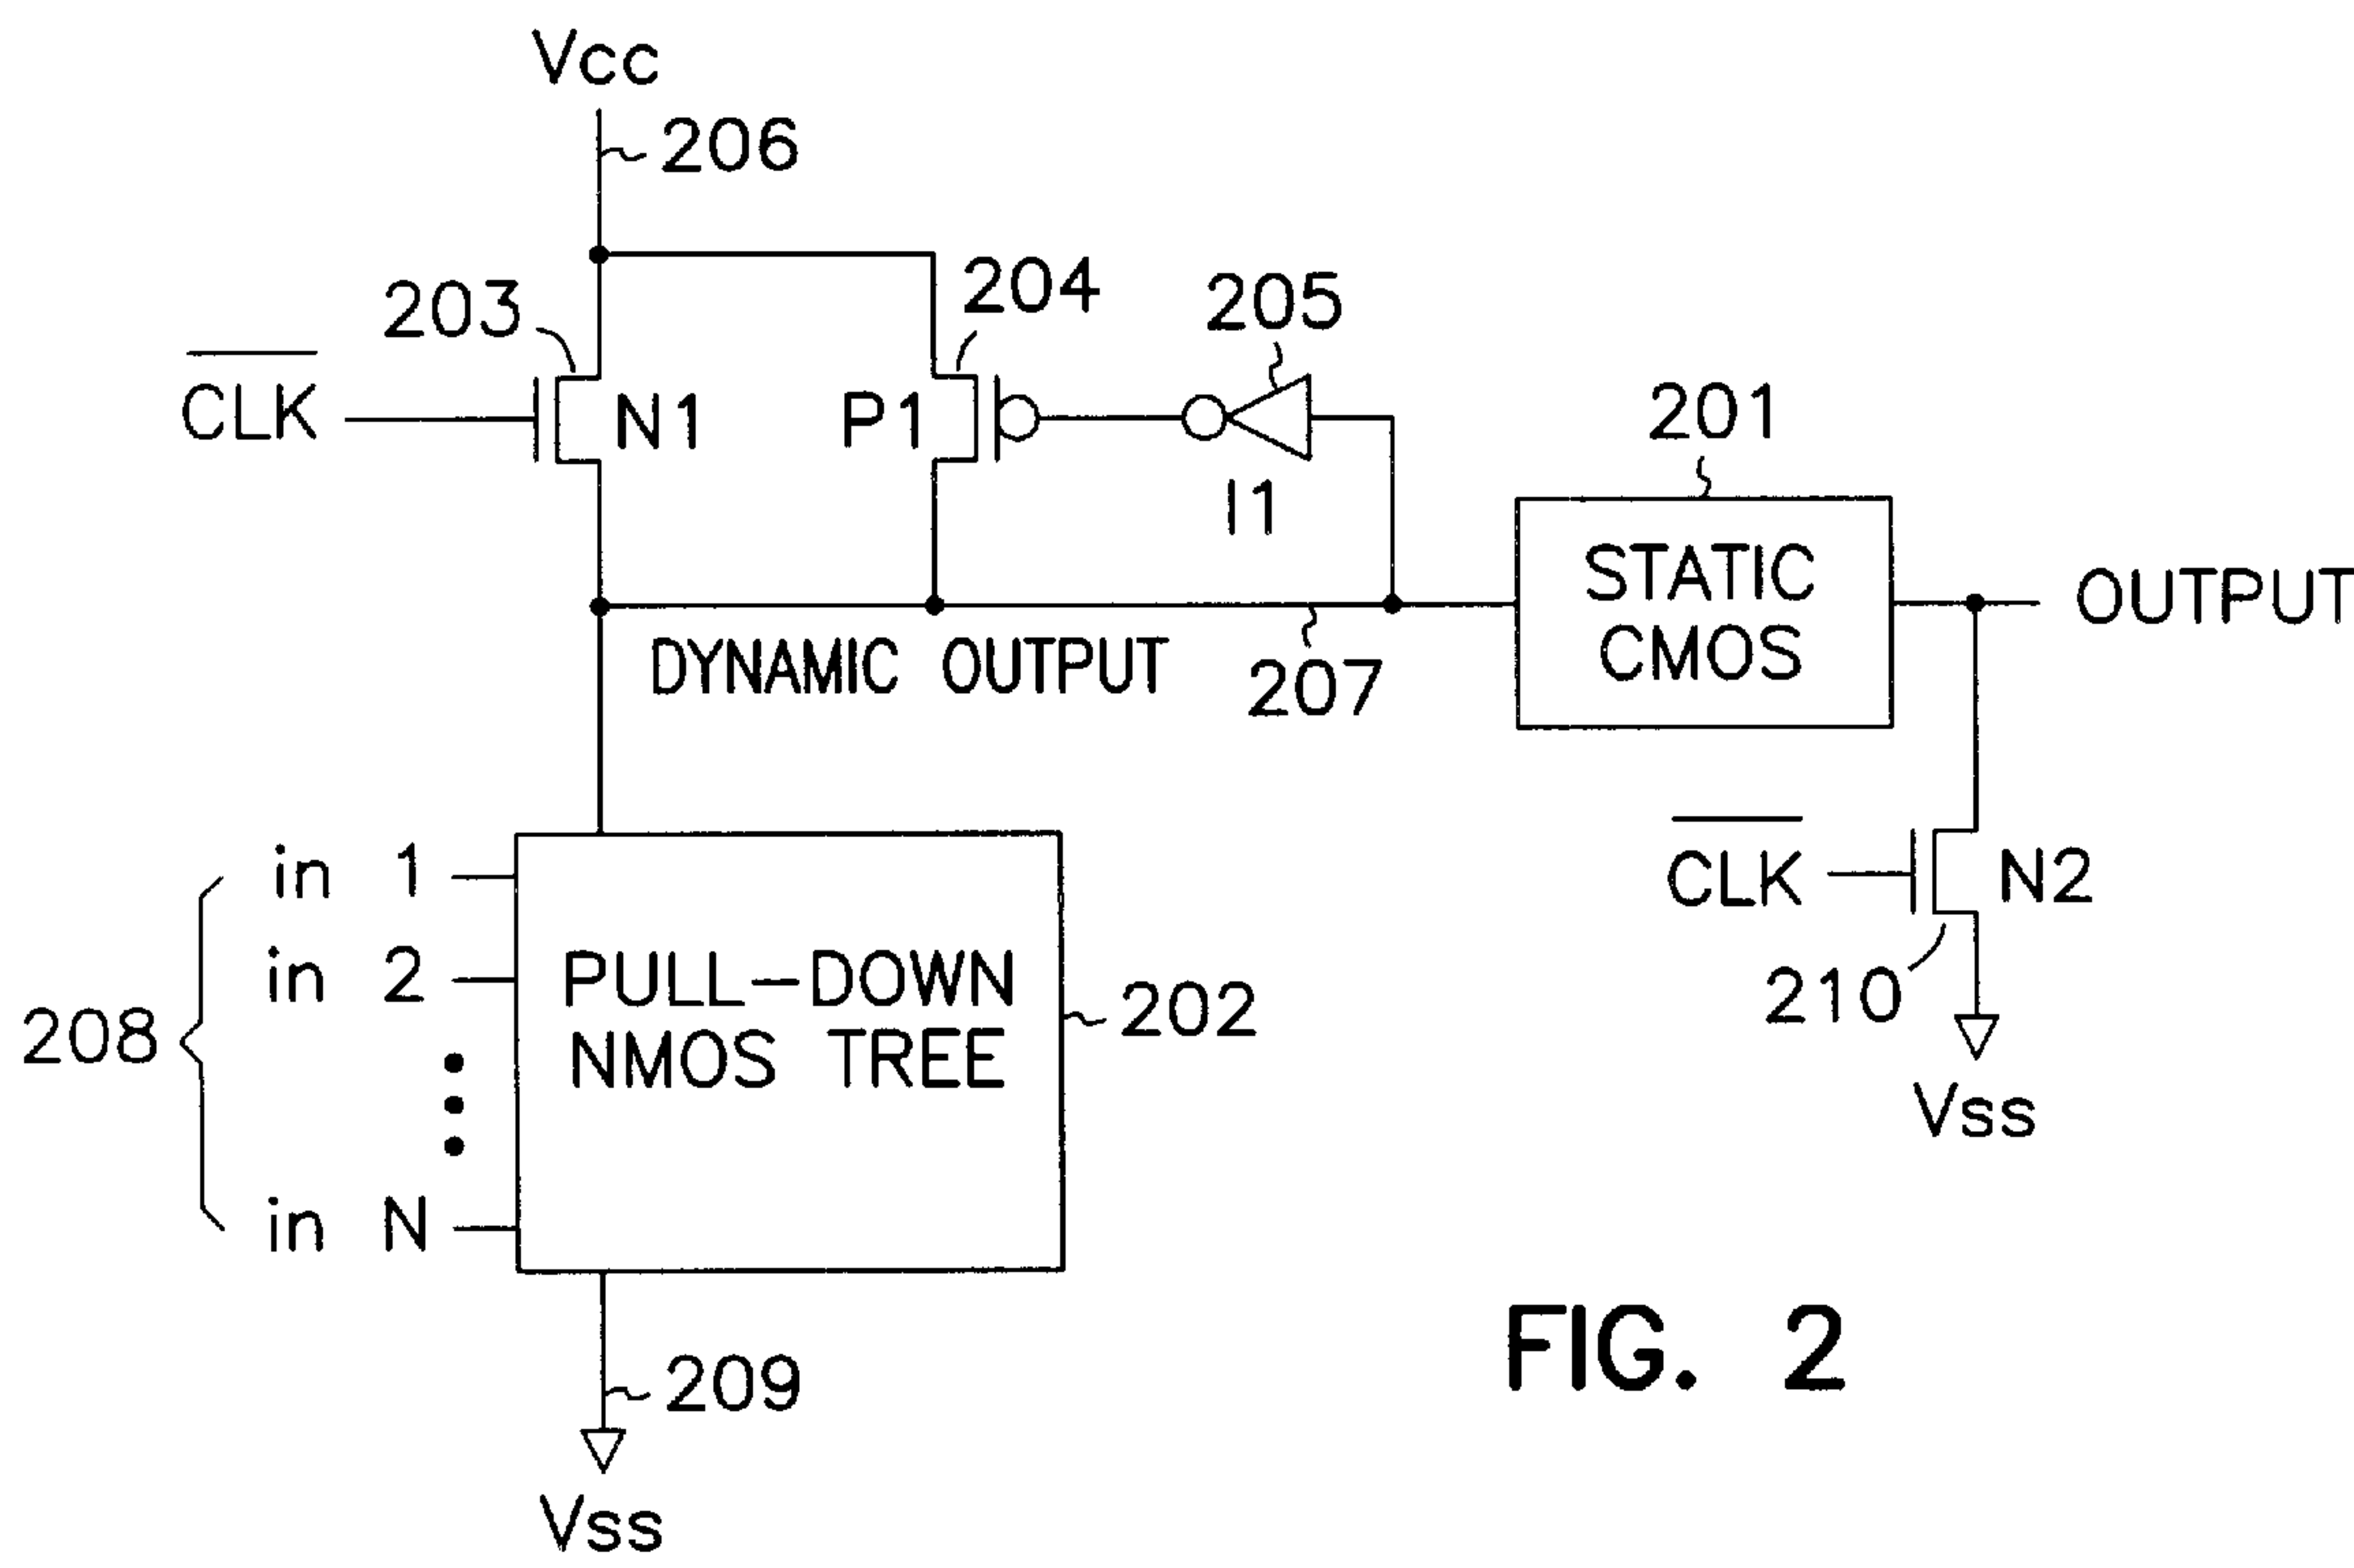 Vcc
206
203
204
205
CLK
N1
P1
I1
201
STATIC
CMOS
OUTPUT
DYNAMIC OUTPUT
207
in 1
in 2
in N
208
PULL-DOWN
NMOS TREE
202
CLK
N2
210
Vss
209
Vss
FIG. 2